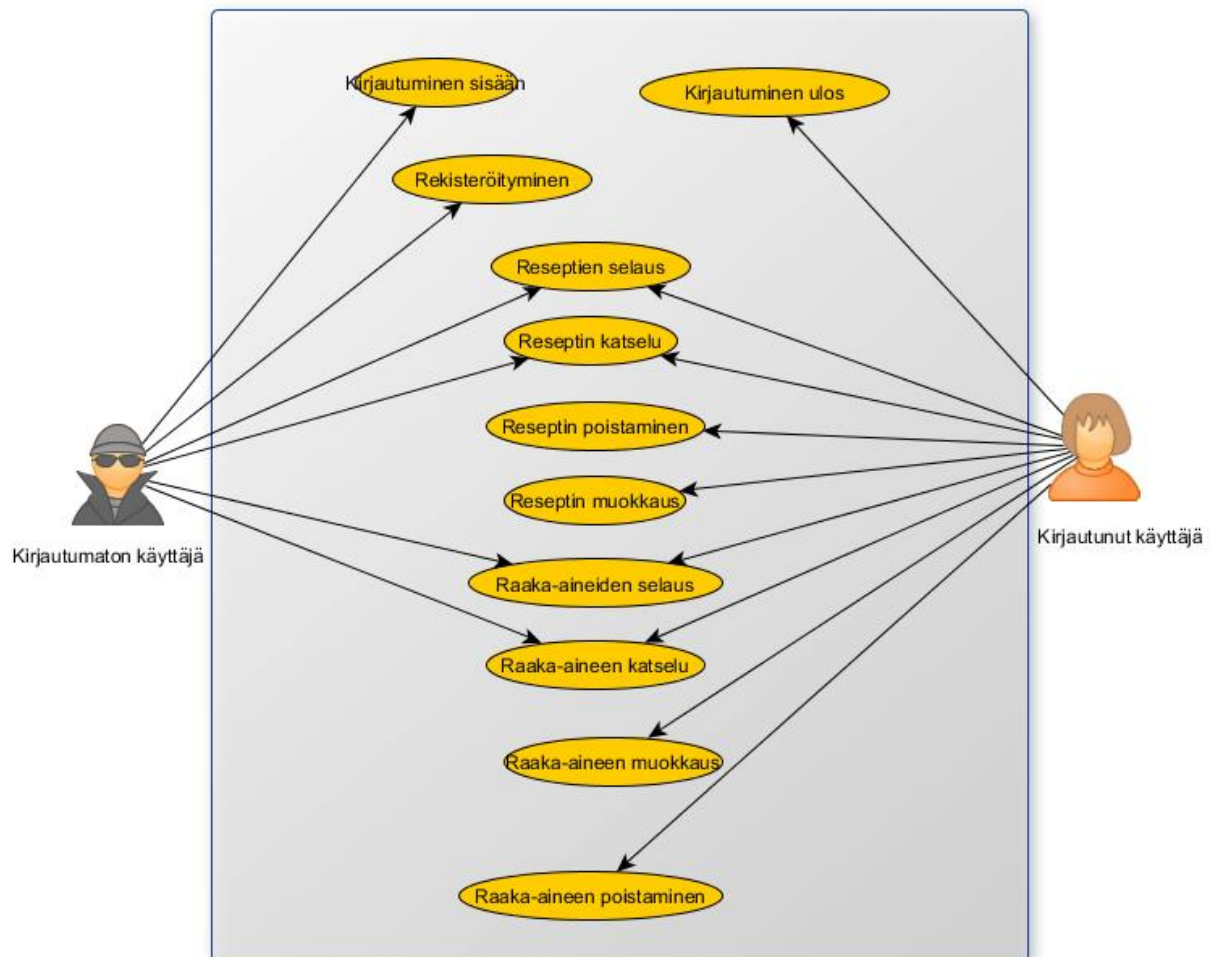 Kirjautuminen sisään
Kirjautuminen ulos
Rekisteröityminen
Reseptien selaus
Reseptin katselu
Reseptin poistaminen
Reseptin muokkaus
Kirjautumaton käyttäjä
Kirjautunut käyttäjä
Raaka-aineiden selaus
Raaka-aineen katselu
Raaka-aineen muokkaus
Raaka-aineen poistaminen